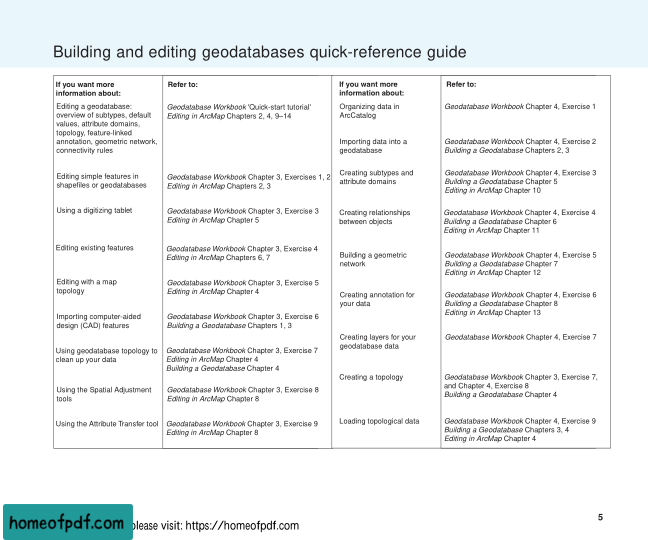 Building and editing geodatabases quick-reference guide
If you want more
information about:
Refer to:
Editing a geodatabase:
overview of subtypes, default
values, attribute domains,
topology, feature-linked
annotation, geometric network,
connectivity rules
Geodatabase Workbook 'Quick-start tutorial'
Editing in ArcMap Chapters 2, 4, 9–14
Editing simple features in
shapefiles or geodatabases
Geodatabase Workbook Chapter 3, Exercises 1, 2
Editing in ArcMap Chapters 2, 3
Using a digitizing tablet
Geodatabase Workbook Chapter 3, Exercise 3
Editing in ArcMap Chapter 5
Editing existing features
Geodatabase Workbook Chapter 3, Exercise 4
Editing in ArcMap Chapters 6, 7
Editing with a map
topology
Geodatabase Workbook Chapter 3, Exercise 5
Editing in ArcMap Chapter 4
Importing computer-aided
design (CAD) features
Geodatabase Workbook Chapter 3, Exercise 6
Building a Geodatabase Chapters 1, 3
Using geodatabase topology to
clean up your data
Geodatabase Workbook Chapter 3, Exercise 7
Editing in ArcMap Chapter 4
Building a Geodatabase Chapter 4
Using the Spatial Adjustment
tools
Geodatabase Workbook Chapter 3, Exercise 8
Editing in ArcMap Chapter 8
Using the Attribute Transfer tool
Geodatabase Workbook Chapter 3, Exercise 9
Editing in ArcMap Chapter 8
If you want more
information about:
Refer to:
Organizing data in
ArcCatalog
Geodatabase Workbook Chapter 4, Exercise 1
Importing data into a
geodatabase
Geodatabase Workbook Chapter 4, Exercise 2
Building a Geodatabase Chapters 2, 3
Creating subtypes and
attribute domains
Geodatabase Workbook Chapter 4, Exercise 3
Building a Geodatabase Chapter 5
Editing in ArcMap Chapter 10
Creating relationships
between objects
Geodatabase Workbook Chapter 4, Exercise 4
Building a Geodatabase Chapter 6
Editing in ArcMap Chapter 11
Building a geometric
network
Geodatabase Workbook Chapter 4, Exercise 5
Building a Geodatabase Chapter 7
Editing in ArcMap Chapter 12
Creating annotation for
your data
Geodatabase Workbook Chapter 4, Exercise 6
Building a Geodatabase Chapter 8
Editing in ArcMap Chapter 13
Creating layers for your
geodatabase data
Geodatabase Workbook Chapter 4, Exercise 7
Creating a topology
Geodatabase Workbook Chapter 3, Exercise 7,
and Chapter 4, Exercise 8
Building a Geodatabase Chapter 4
Loading topological data
Geodatabase Workbook Chapter 4, Exercise 9
Building a Geodatabase Chapters 3, 4
Editing in ArcMap Chapter 4
5
homeofpdf.com please visit: https://homeofpdf.com